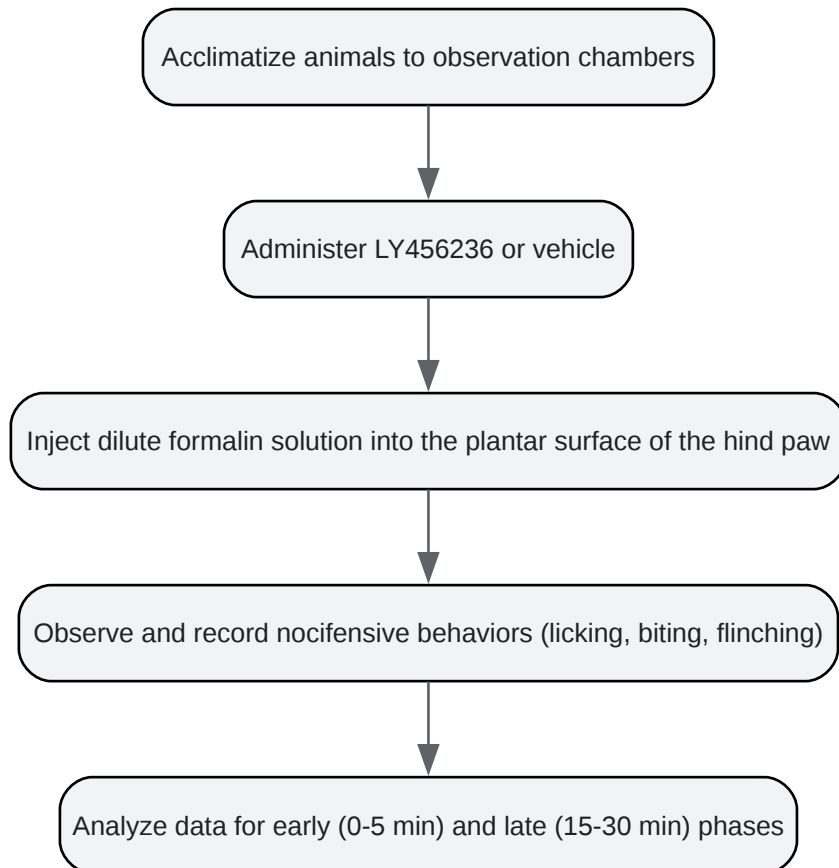 Acclimatize animals to observation chambers
Administer LY456236 or vehicle
Inject dilute formalin solution into the plantar surface of the hind paw
Observe and record nocifensive behaviors (licking, biting, flinching)
Analyze data for early (0-5 min) and late (15-30 min) phases